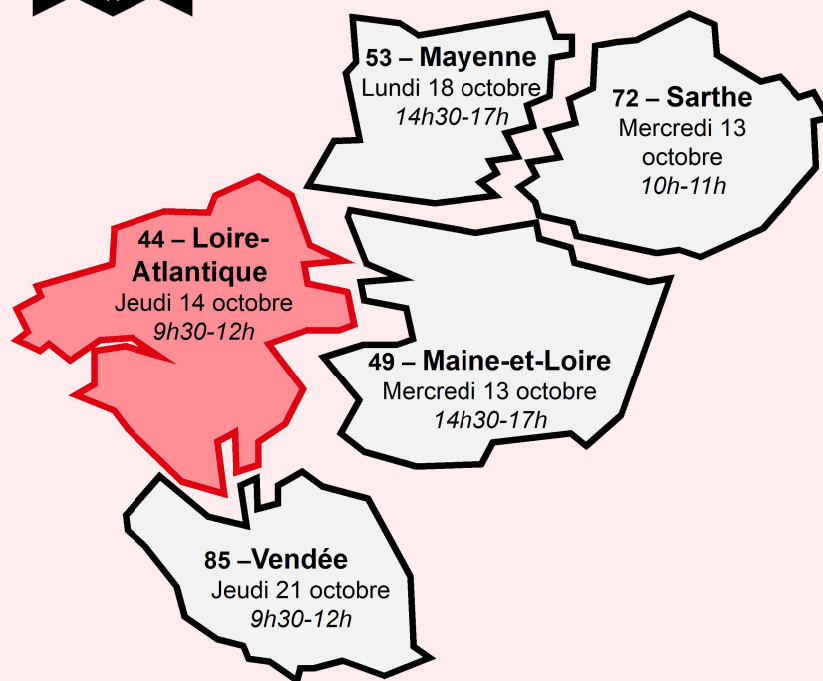 53 – Mayenne
Lundi 18 octobre
14h30-17h
72 – Sarthe
Mercredi 13
octobre
10h-11h
44 – Loire-
Atlantique
Jeudi 14 octobre
9h30-12h
49 – Maine-et-Loire
Mercredi 13 octobre
14h30-17h
85 –Vendée
Jeudi 21 octobre
9h30-12h